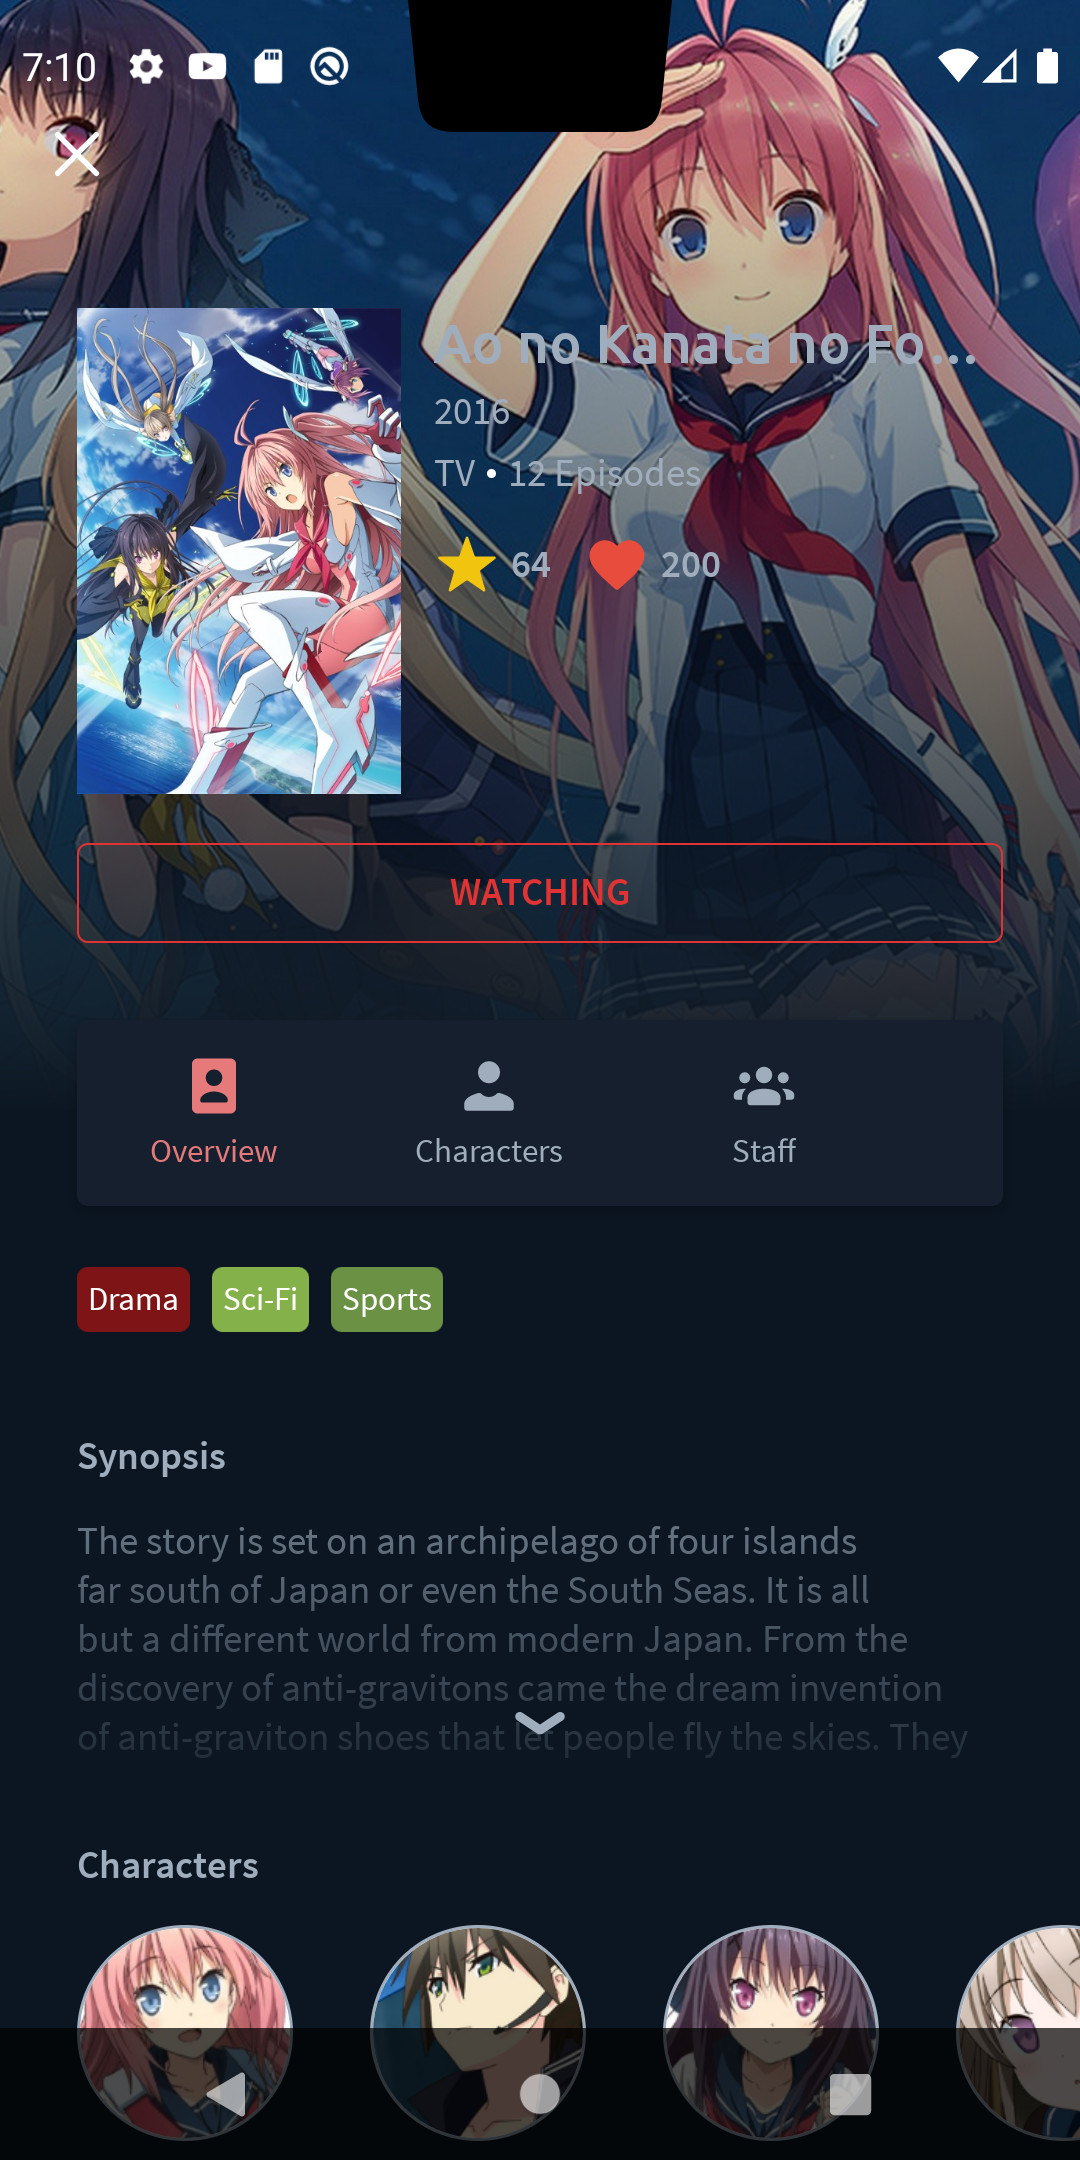 7:10
Ao no Kanata no Fo...
2016
TV • 12 Episodes
64 200
WATCHING
Overview Characters Staff
Drama Sci-Fi Sports
Synopsis
The story is set on an archipelago of four islands
far south of Japan or even the South Seas. It is all
but a different world from modern Japan. From the
discovery of anti-gravitons came the dream invention
of anti-graviton shoes that let people fly the skies. They
Characters